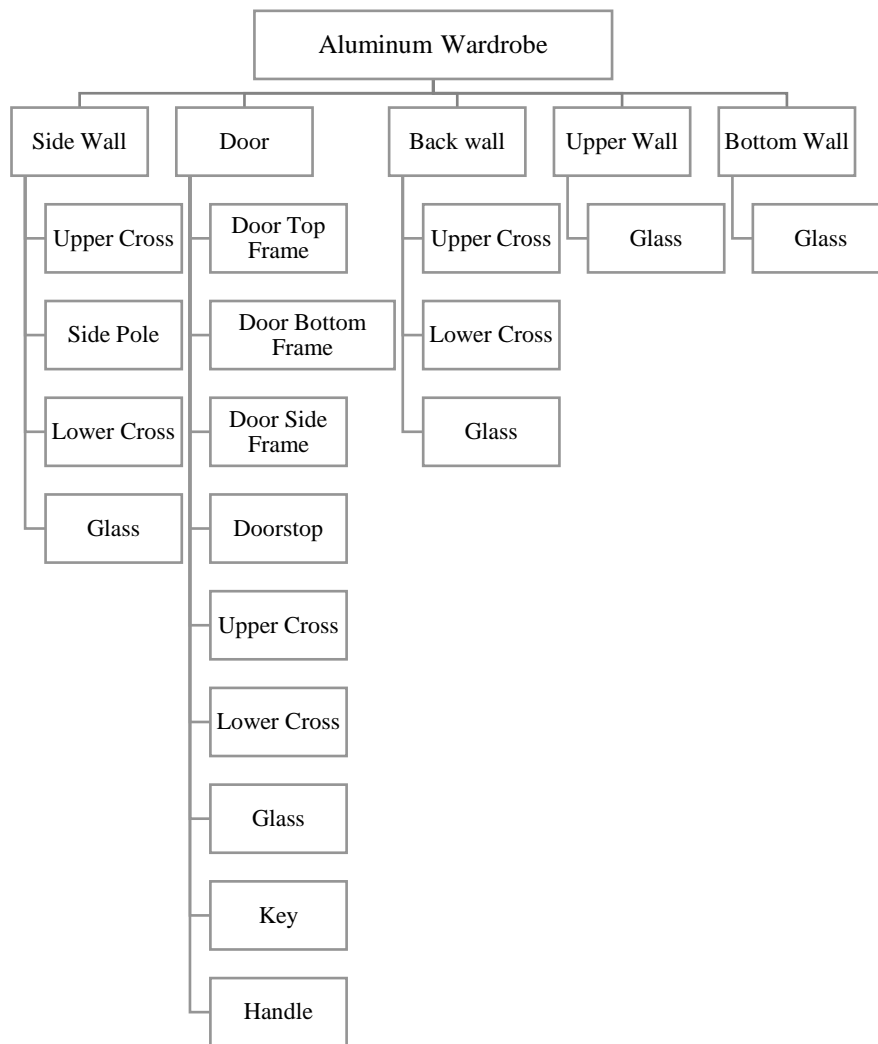 Aluminum Wardrobe
Side Wall
Door
Back wall
Upper Wall
Bottom Wall
Upper Cross
Side Pole
Lower Cross
Glass
Door Top
Frame
Door Bottom
Frame
Door Side
Frame
Doorstop
Upper Cross
Lower Cross
Glass
Key
Handle
Upper Cross
Lower Cross
Glass
Glass
Glass